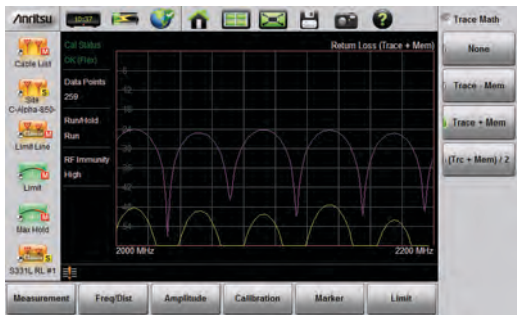 Anritsu
10:37
Trace Math
None
Trace - Mem
Trace + Mem
(Trc + Mem) / 2
Cable List
Site
C-Alpha-850-
Limit Line
Limit
Max Hold
S331L RL #1
Cal Status
OK (Flex)
Data Points
259
Run/Hold
Run
RF Immunity
High
Return Loss (Trace + Mem)
2000 MHz
2200 MHz
Measurement
Freq/Dist
Amplitude
Calibration
Marker
Limit